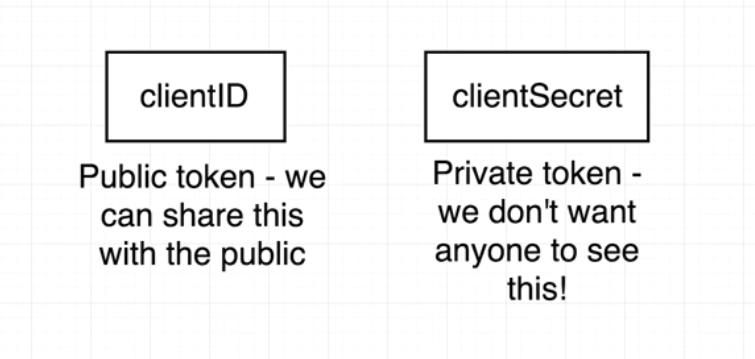 clientID
Public token - we
can share this
with the public
clientSecret
Private token -
we don't want
anyone to see
this!